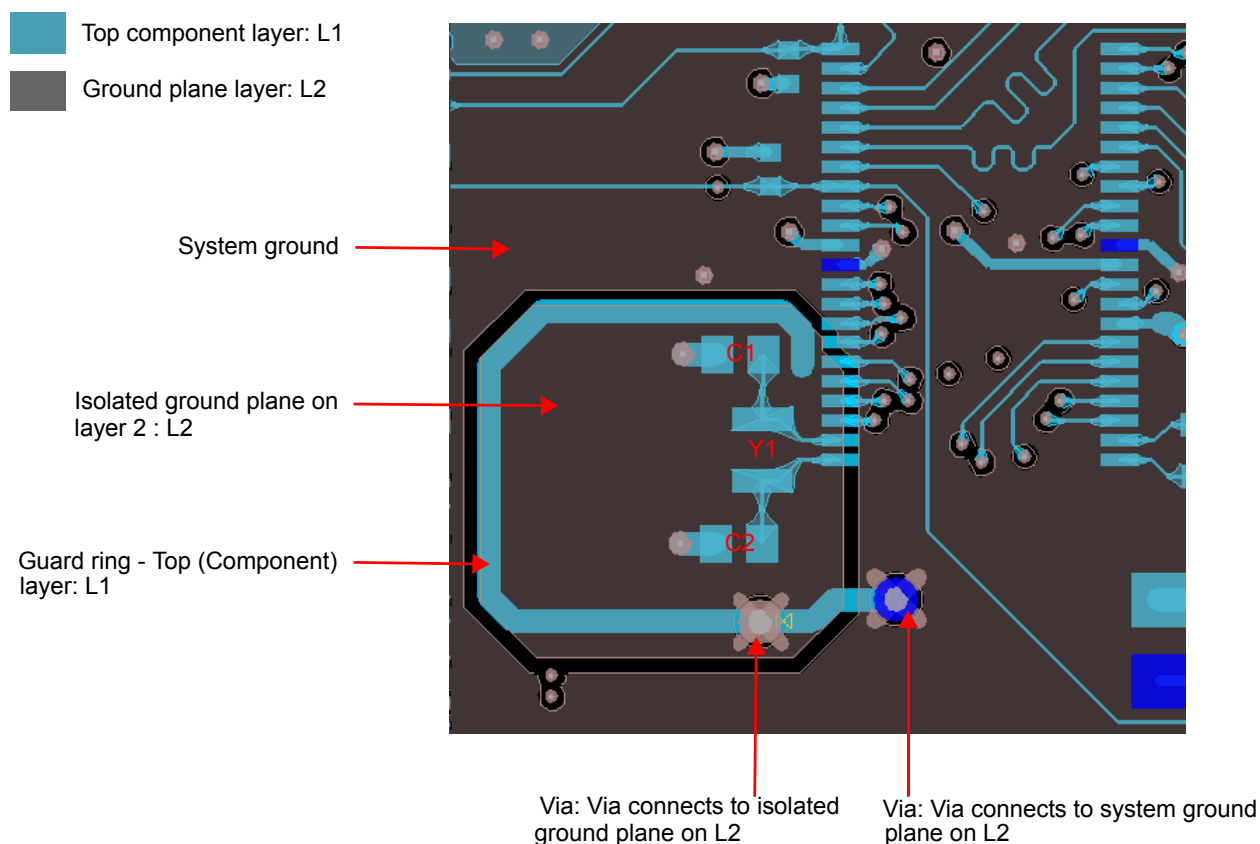 Top component layer: L1
Ground plane layer: L2
System ground
C1
Isolated ground plane on
layer 2 : L2
Y1
C2
Guard ring - Top (Component)
layer: L1
Via: Via connects to isolated
ground plane on L2
Via: Via connects to system ground
plane on L2